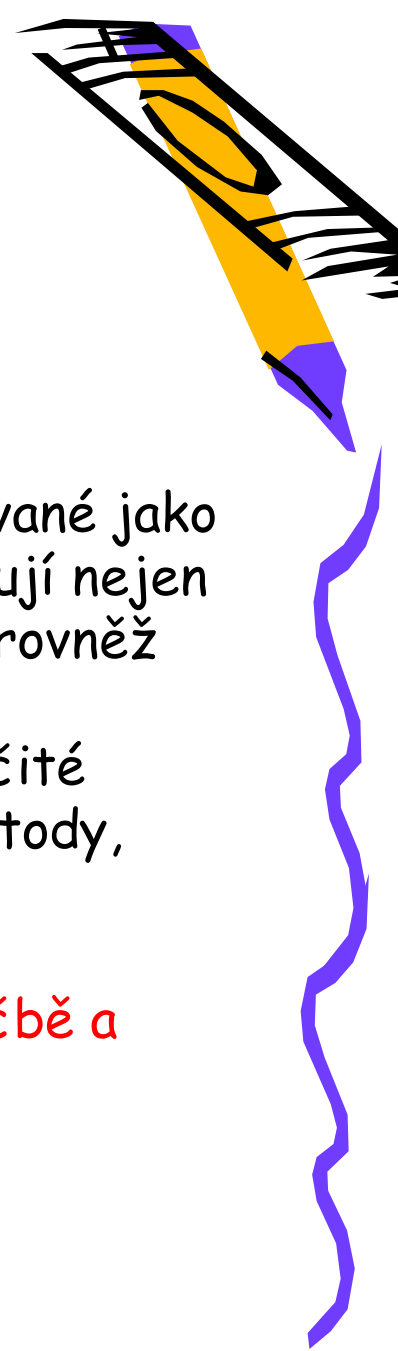 vané jako
ují nejen
rovněž
čité
tody,
čbě a